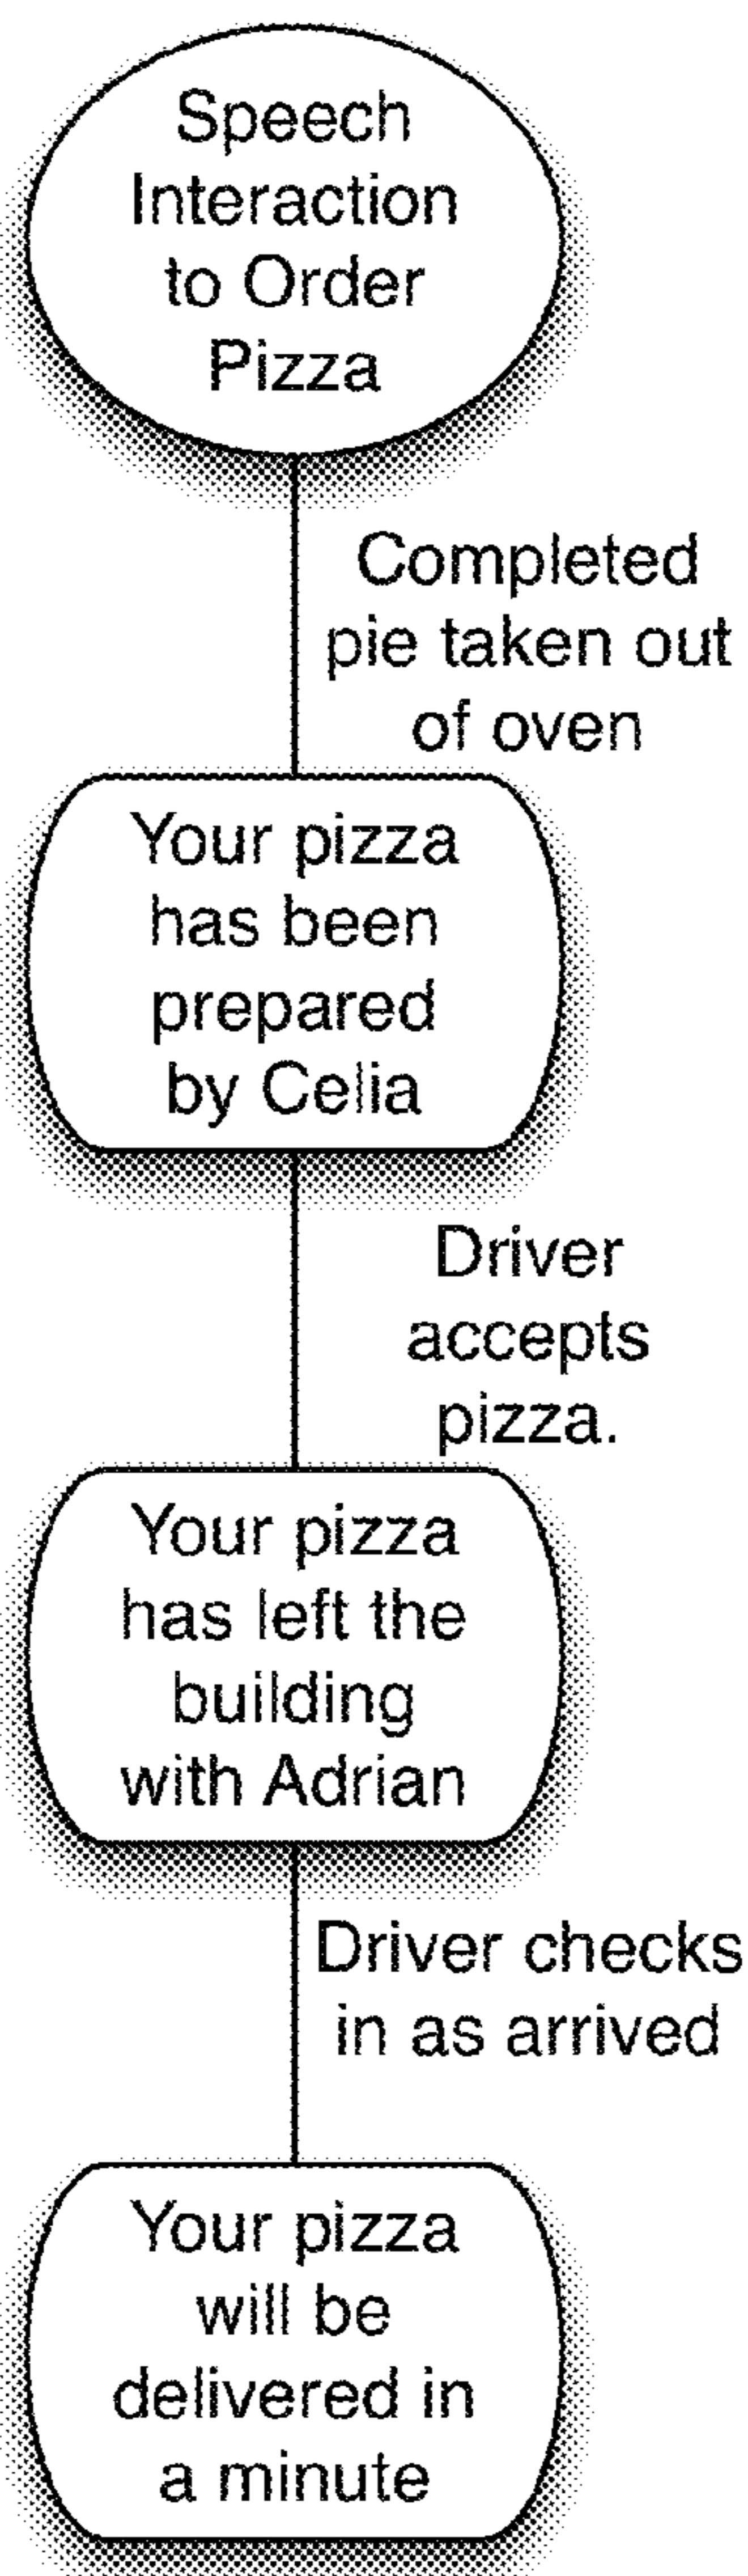 Speech
Interaction
to Order
Pizza
Completed
pie taken out
of oven
Your pizza
has been
prepared
by Celia
Driver
accepts
pizza.
Your pizza
has left the
building
with Adrian
Driver checks
in as arrived
Your pizza
will be
delivered in
a minute